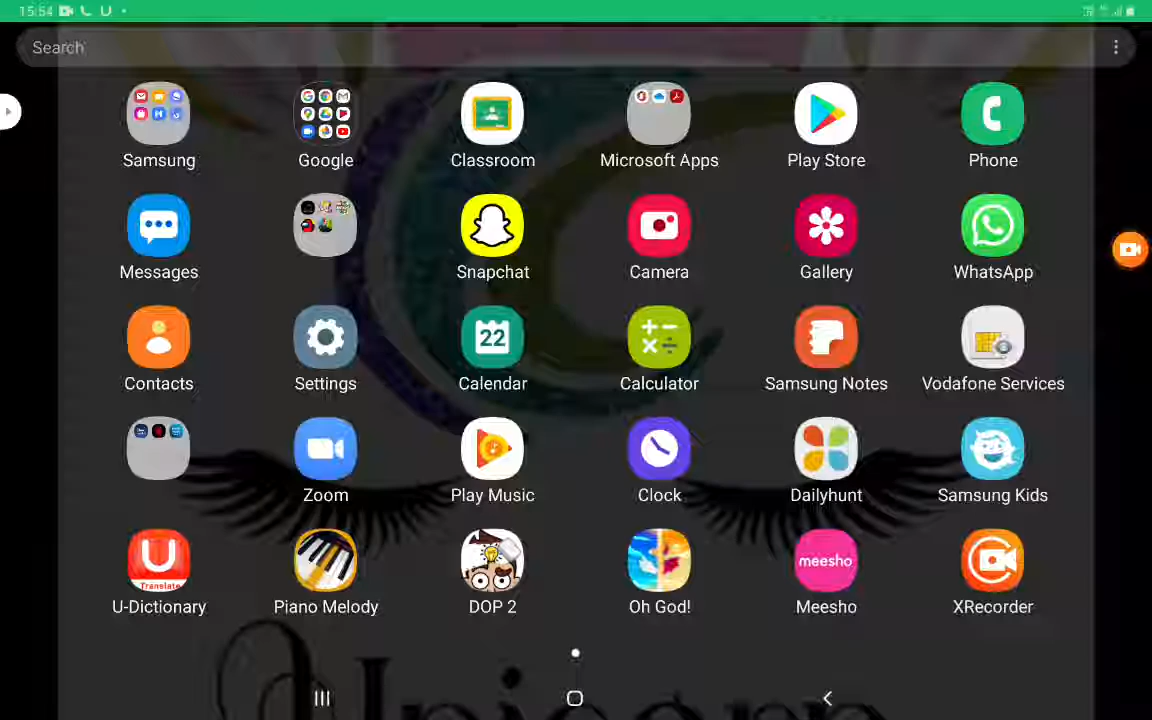 15:54
Search
Samsung Google Classroom Microsoft Apps Play Store Phone
Messages Snapchat Camera Gallery WhatsApp
22
Contacts Settings Calendar Calculator Samsung Notes Vodafone Services
Zoom Play Music Clock Dailyhunt Samsung Kids
U
Translate
meesho
U-Dictionary Piano Melody DOP 2 Oh God! Meesho XRecorder
Unicorn